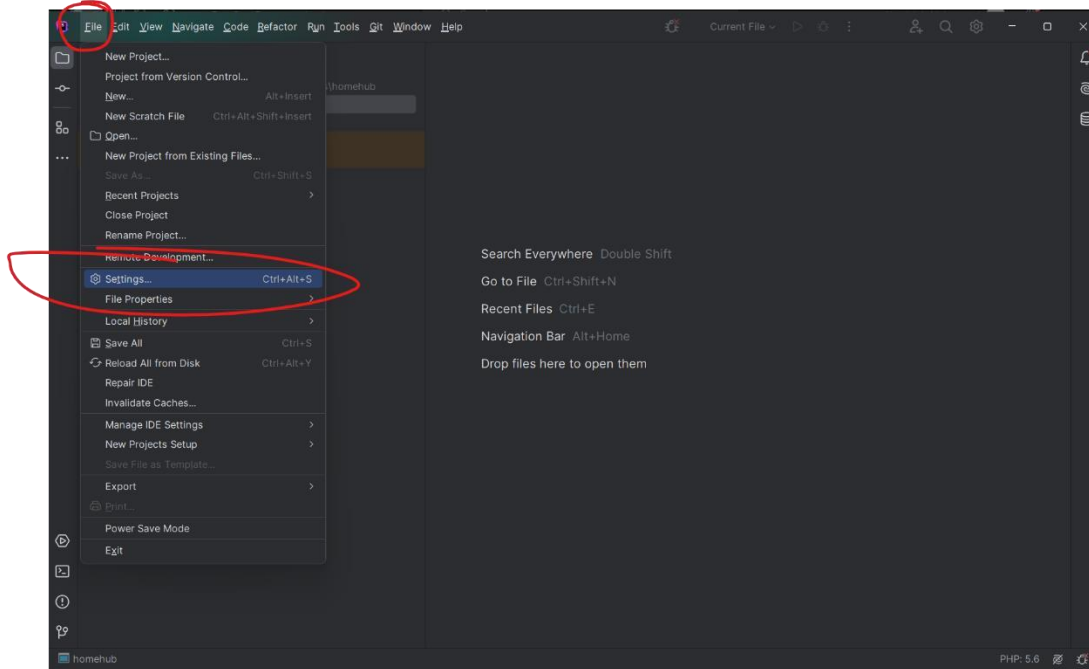 File Edit View Navigate Code Refactor Run Tools Git Window Help
Current File
New Project...
Project from Version Control...
\homehub
New... Alt+Insert
New Scratch File Ctrl+Alt+Shift+Insert
Open...
New Project from Existing Files...
Save As... Ctrl+Shift+S
Recent Projects
Close Project
Rename Project...
Remote Development...
Settings... Ctrl+Alt+S
File Properties
Local History
Save All Ctrl+S
Reload All from Disk Ctrl+Alt+Y
Repair IDE
Invalidate Caches...
Manage IDE Settings
New Projects Setup
Save File as Template...
Export
Print...
Power Save Mode
Exit
Search Everywhere Double Shift
Go to File Ctrl+Shift+N
Recent Files Ctrl+E
Navigation Bar Alt+Home
Drop files here to open them
homehub
PHP: 5.6